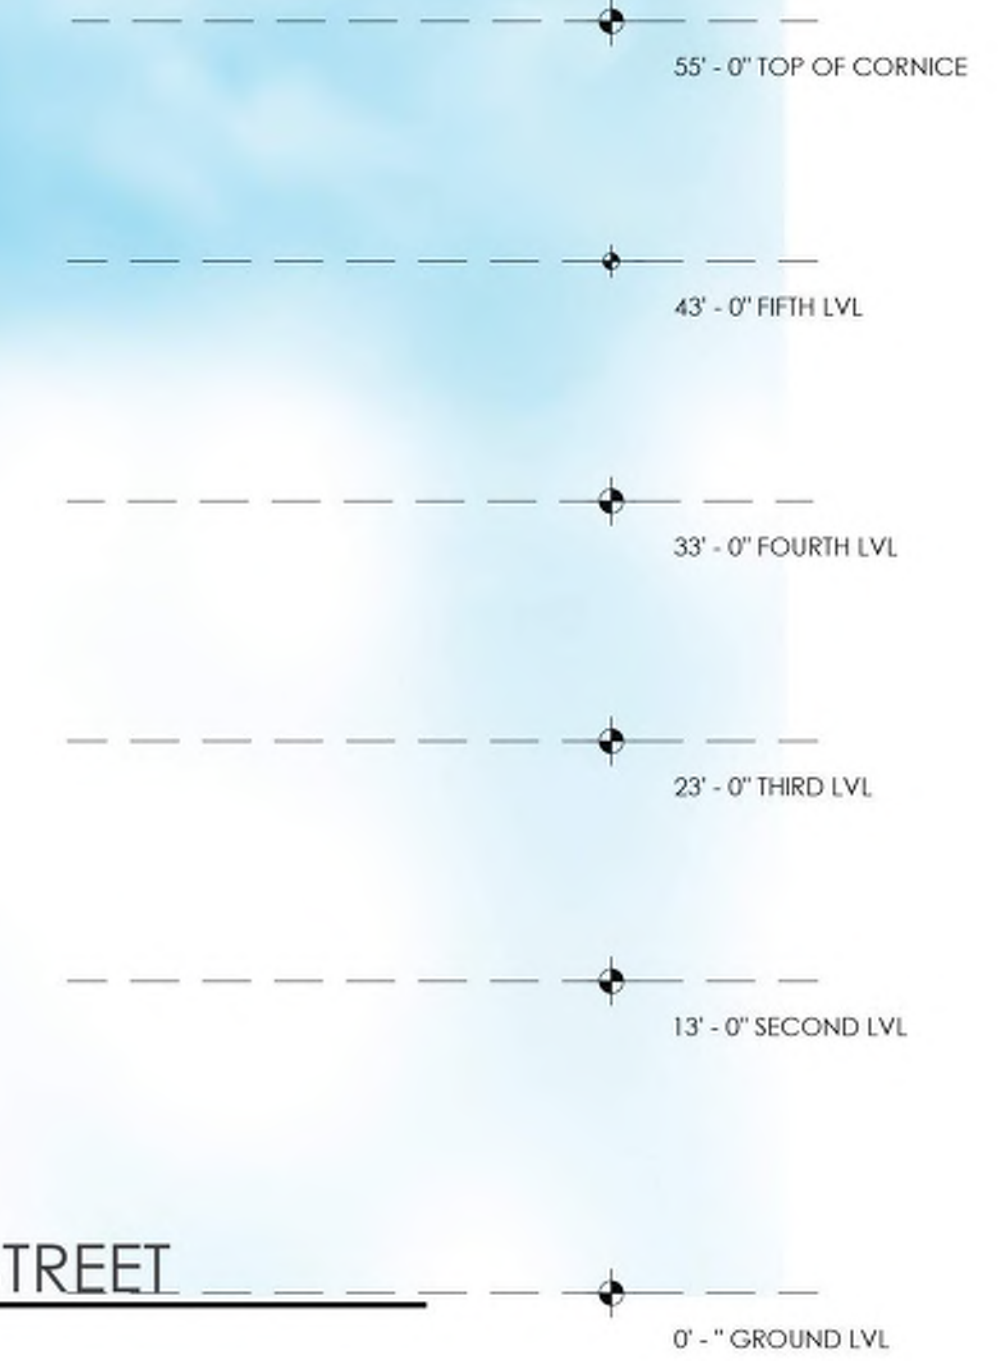 55' - 0" TOP OF CORNICE
43' - 0" FIFTH LVL
33' - 0" FOURTH LVL
23' - 0" THIRD LVL
13' - 0" SECOND LVL
TREET
0' - " GROUND LVL